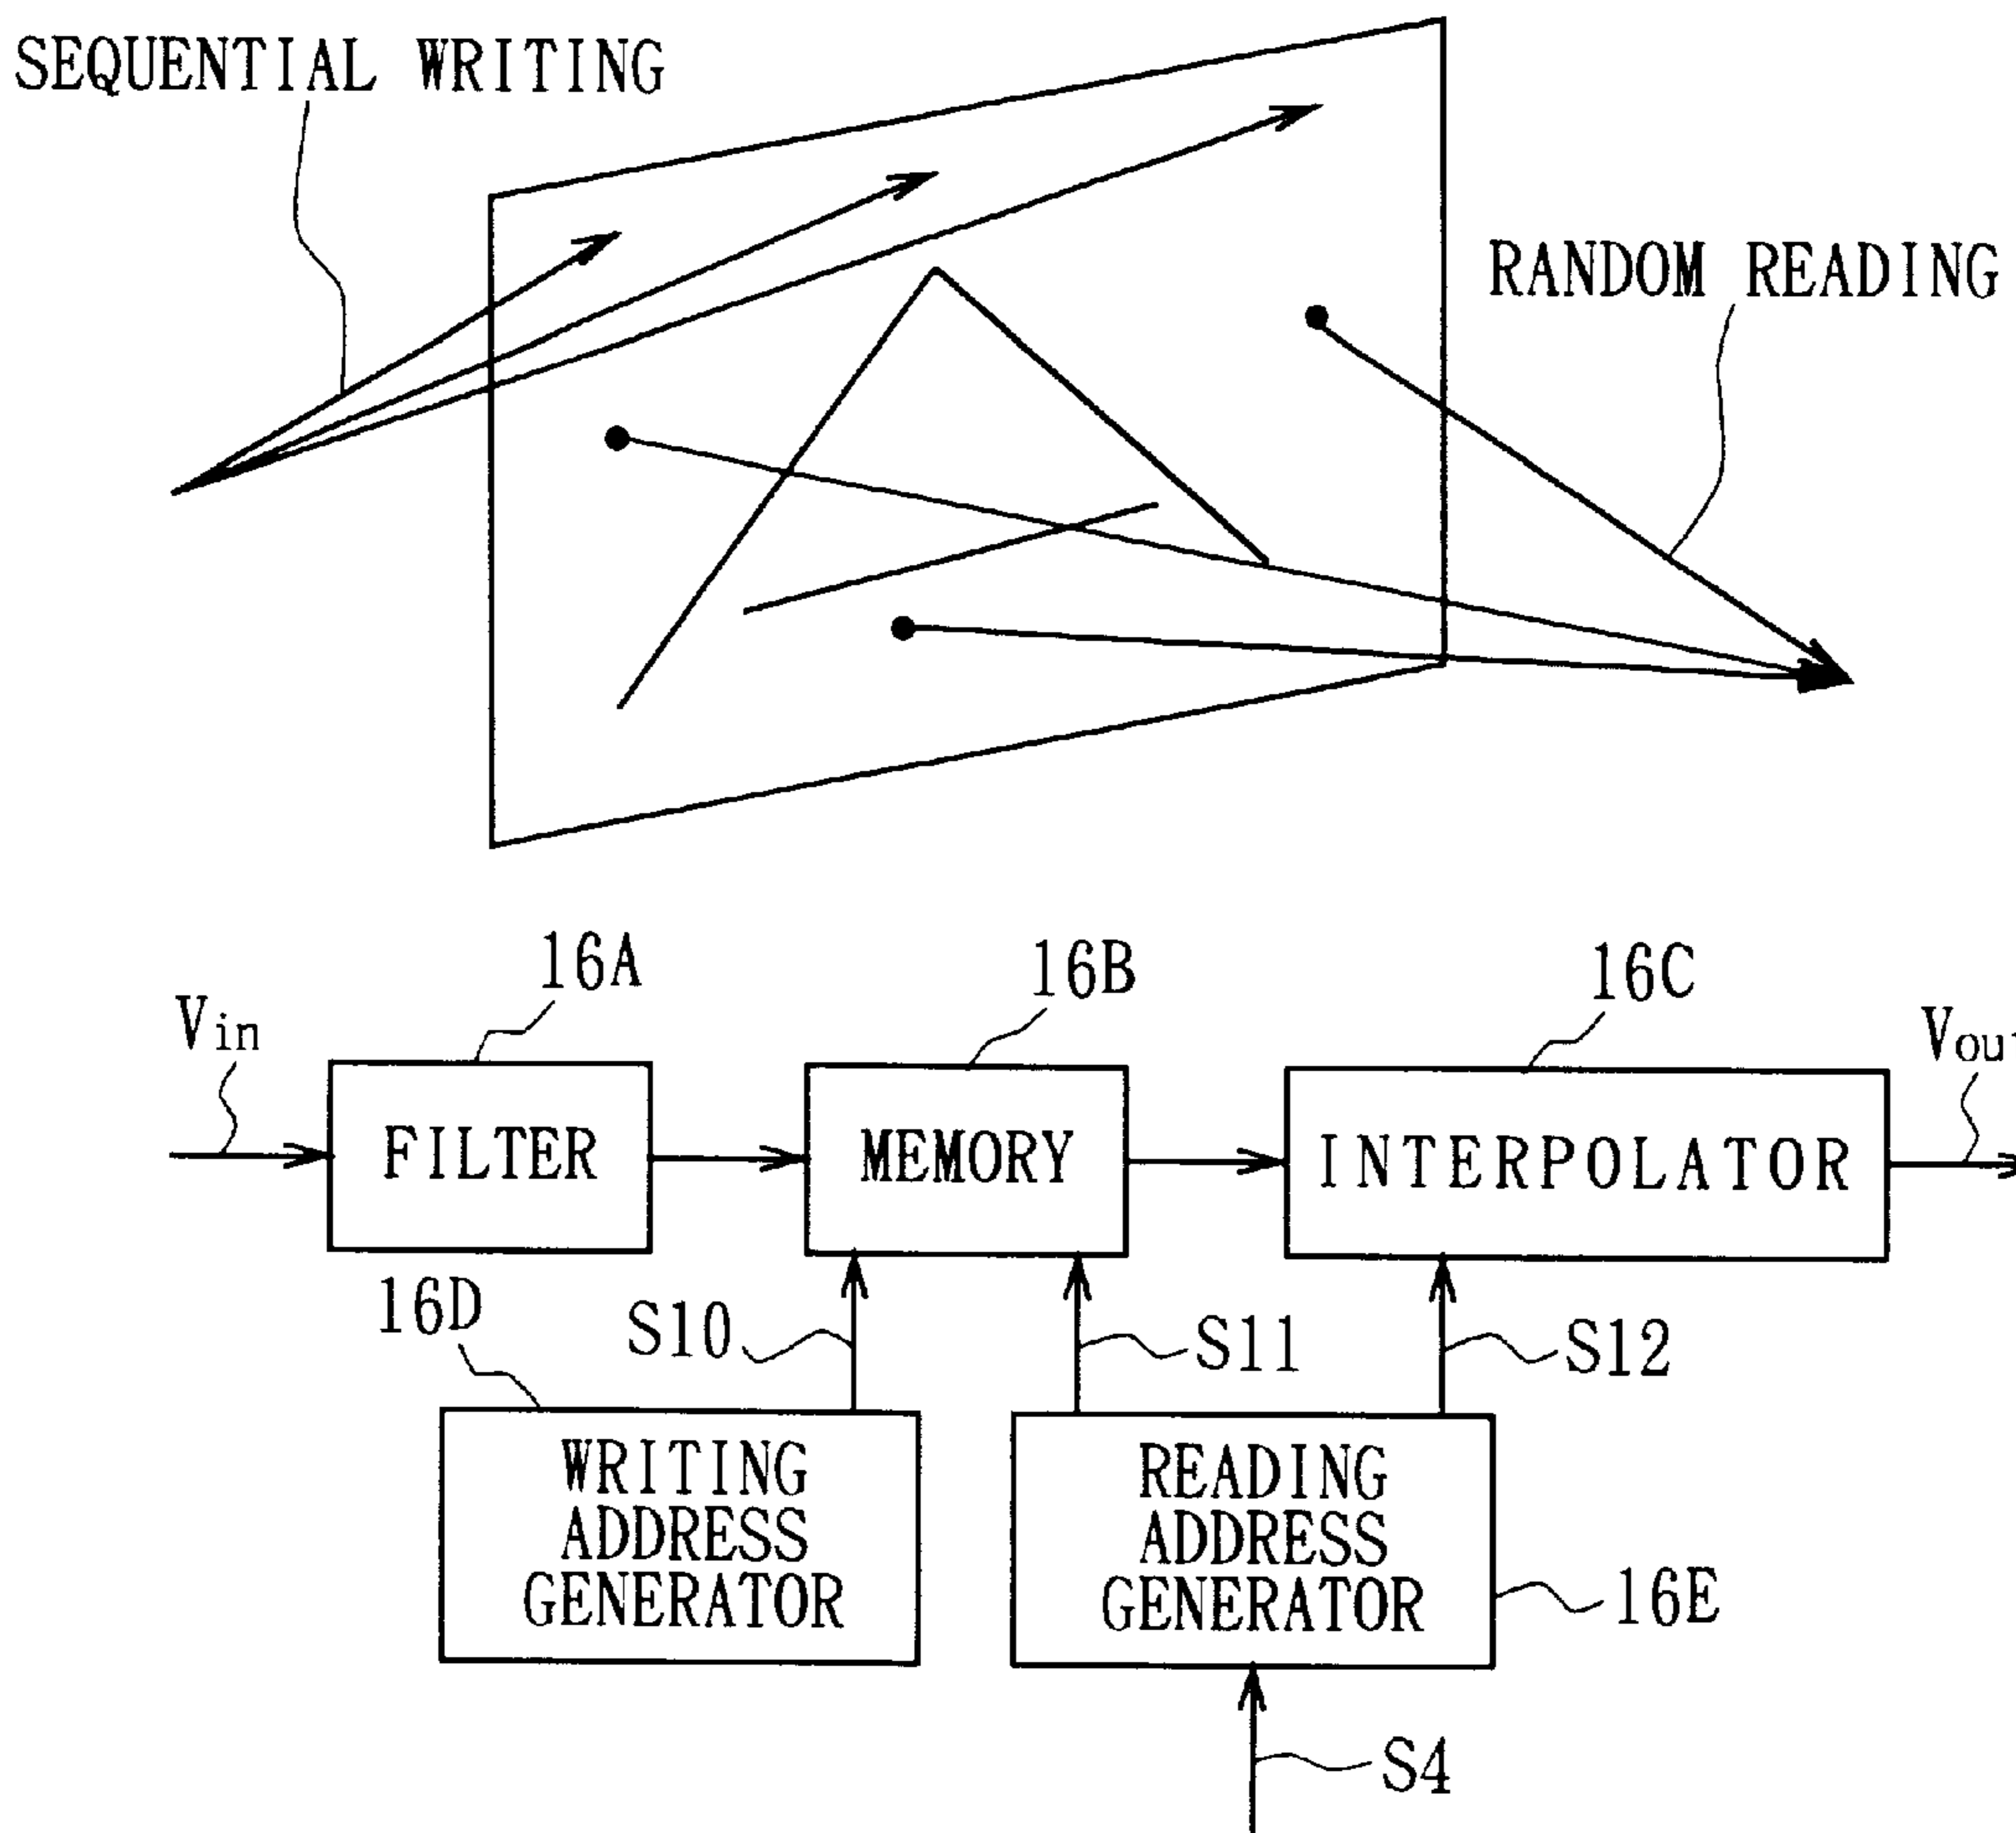 SEQUENTIAL WRITING
RANDOM READING
16A
16B
16C
Vin
Vout
FILTER
MEMORY
INTERPOLATOR
16D
S10
S11
S12
WRITING
ADDRESS
GENERATOR
READING
ADDRESS
GENERATOR
16E
S4